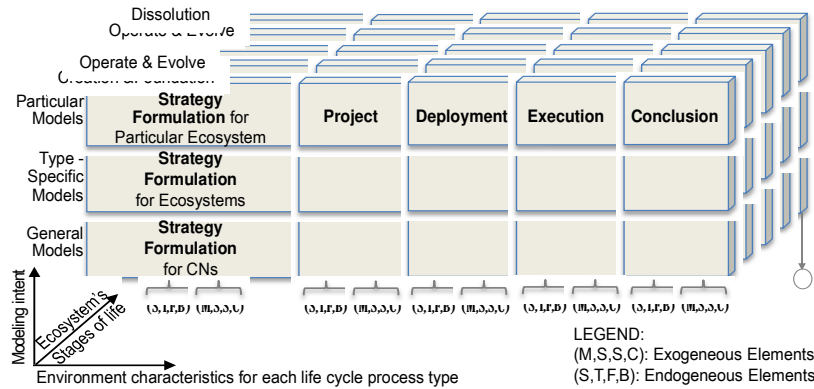 Dissolution
Operate & Evolve
Operate & Evolve
Creation & Foundation
Particular
Models
Strategy
Formulation for
Particular Ecosystem
Project
Deployment
Execution
Conclusion
Type -
Specific
Models
Strategy
Formulation
for Ecosystems
General
Models
Strategy
Formulation
for CNs
Modeling intent
Ecosystem's
Stages of life
(S,T,F,B)
(M,S,S,C)
(S,T,F,B)
(M,S,S,C)
(S,T,F,B)
(M,S,S,C)
(S,T,F,B)
(M,S,S,C)
(S,T,F,B)
(M,S,S,C)
Environment characteristics for each life cycle process type
LEGEND:
(M,S,S,C): Exogeneous Elements
(S,T,F,B): Endogeneous Elements